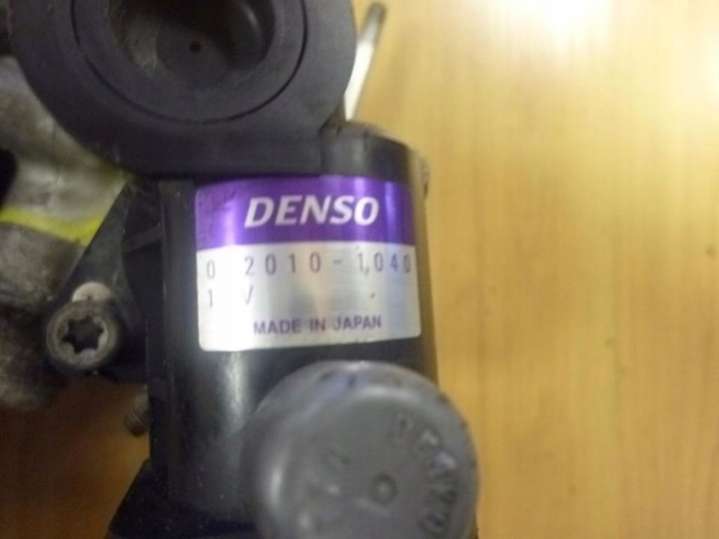 DENSO
0 2010-1040
1 V
MADE IN JAPAN